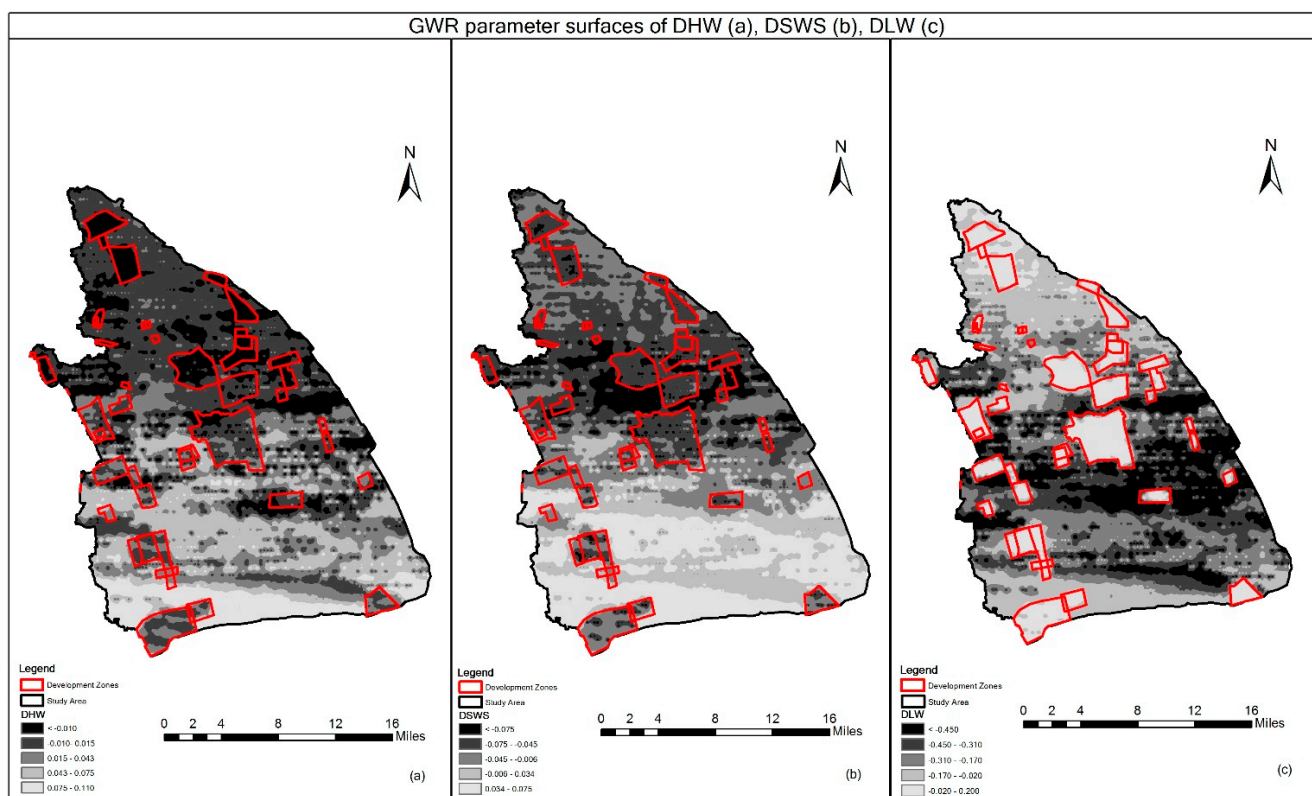 GWR parameter surfaces of DHW (a), DSWS (b), DLW (c)
N
Legend
Development Zones
Study Area
DHW
< -0.010
-0.010- 0.015
0.015 - 0.043
0.043 - 0.075
0.075 - 0.110
0 2 4 8 12 16
Miles
(a)
N
Legend
Development Zones
Study Area
DSWS
< -0.075
-0.075 - -0.045
-0.045 - -0.006
-0.006 - 0.034
0.034 - 0.075
0 2 4 8 12 16
Miles
(b)
N
Legend
Development Zones
Study Area
DLW
< -0.450
-0.450 - -0.310
-0.310 - -0.170
-0.170 - -0.020
-0.020 - 0.200
0 2 4 8 12 16
Miles
(c)